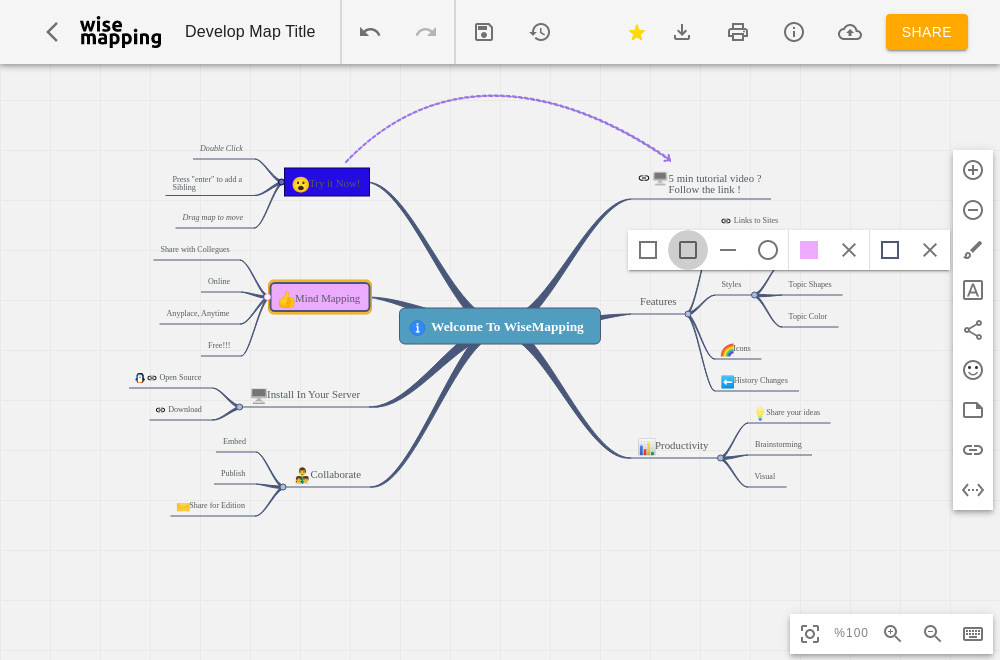 wise
mapping
Develop Map Title
SHARE
Double Click
Press "enter" to add a
Sibling
Drag map to move
Try it Now!
Share with Collegues
Online
Anyplace, Anytime
Free!!!
Mind Mapping
Open Source
Download
Install In Your Server
Embed
Publish
Share for Edition
Collaborate
Welcome To WiseMapping
5 min tutorial video ?
Follow the link !
Links to Sites
Features
Styles
Topic Shapes
Topic Color
Icons
History Changes
Productivity
Share your ideas
Brainstorming
Visual
%100